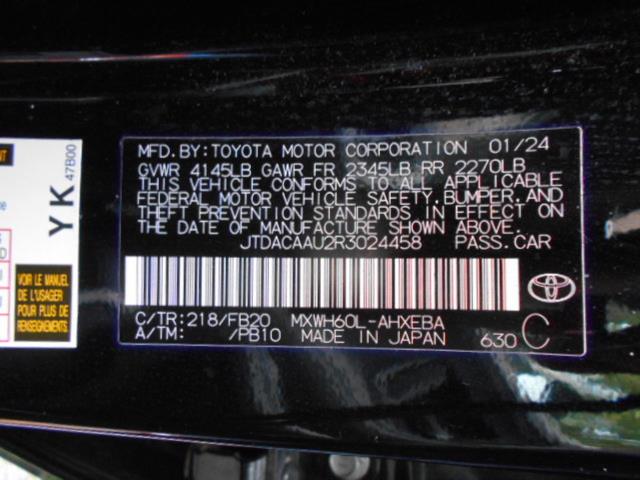 MFD.BY:TOYOTA MOTOR CORPORATION 01/24
GVWR 4145LB GAWR FR 2345LB RR 2270LB
THIS VEHICLE CONFORMS TO ALL APPLICABLE
FEDERAL MOTOR VEHICLE SAFETY,BUMPER,AND
THEFT PREVENTION STANDARDS IN EFFECT ON
THE DATE OF MANUFACTURE SHOWN ABOVE.
JTDACAAU2R3024458 PASS.CAR
C/TR:218/FB20 MXWH60L-AHXEBA
A/TM: /PB10 MADE IN JAPAN 630 C
YK 47B00
VOIR LE MANUEL
DE L'USAGER
POUR PLUS DE
RENSEIGNEMENTS